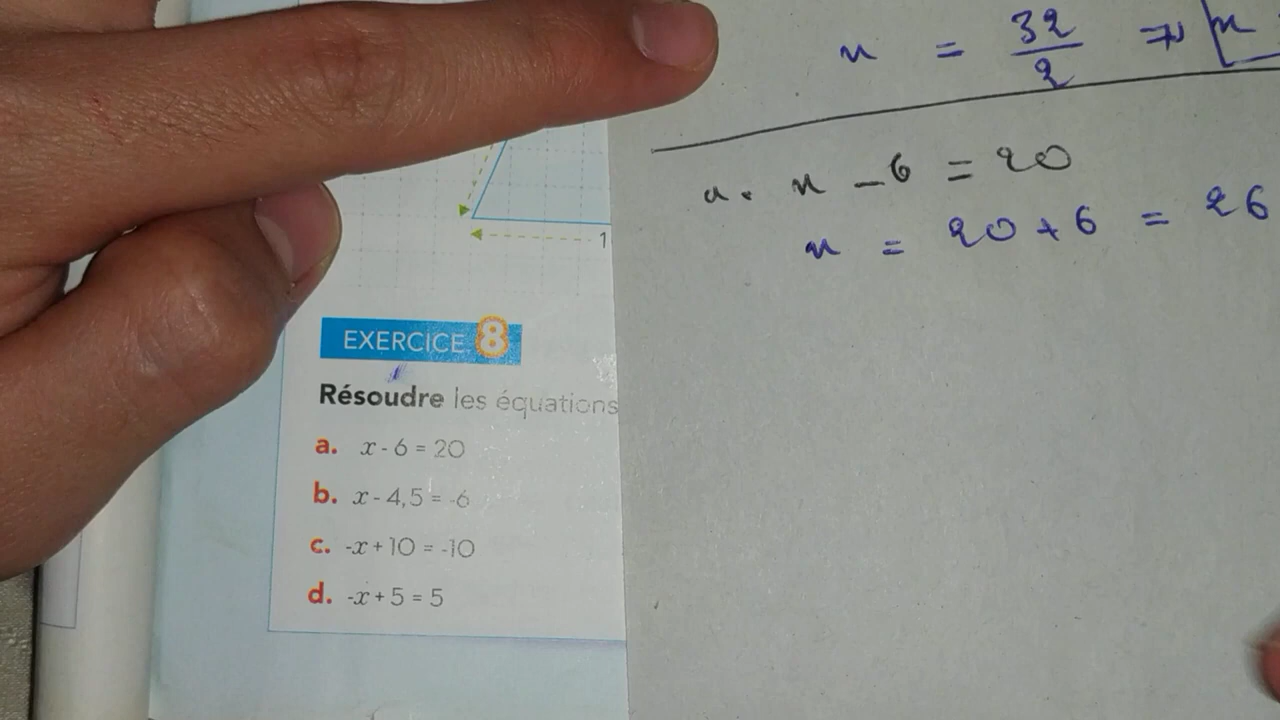 x = 32/2 => x
a. x - 6 = 20
x = 20 + 6 = 26
1
EXERCICE 8
Résoudre les équations
a. x - 6 = 20
b. x - 4,5 = -6
c. -x + 10 = -10
d. -x + 5 = 5